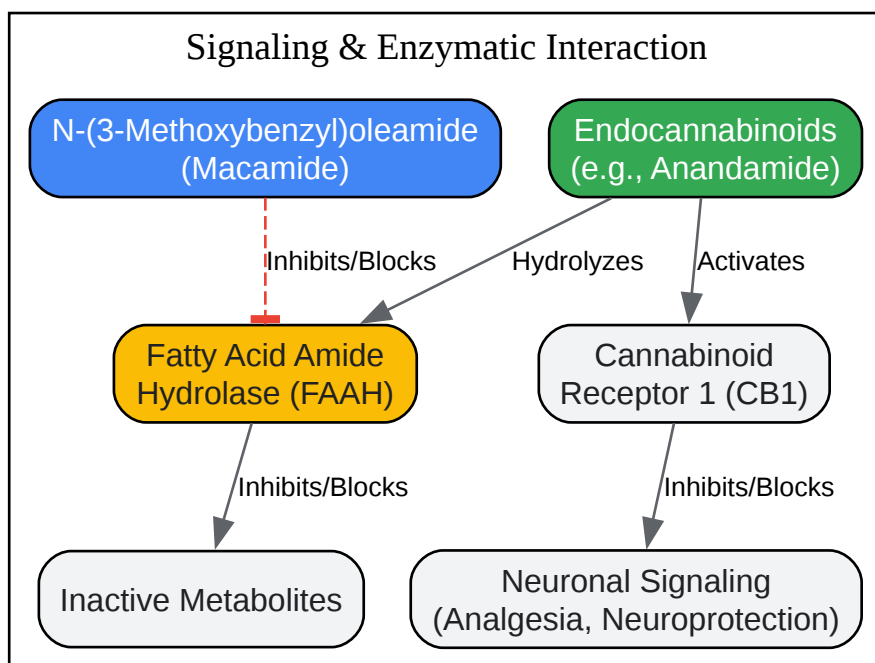 Signaling & Enzymatic Interaction
N-(3-Methoxybenzyl)oleamide
(Macamide)
Endocannabinoids
(e.g., Anandamide)
Inhibits/Blocks
Hydrolyzes
Activates
Fatty Acid Amide
Hydrolase (FAAH)
Cannabinoid
Receptor 1 (CB1)
Inhibits/Blocks
Inhibits/Blocks
Inactive Metabolites
Neuronal Signaling
(Analgesia, Neuroprotection)